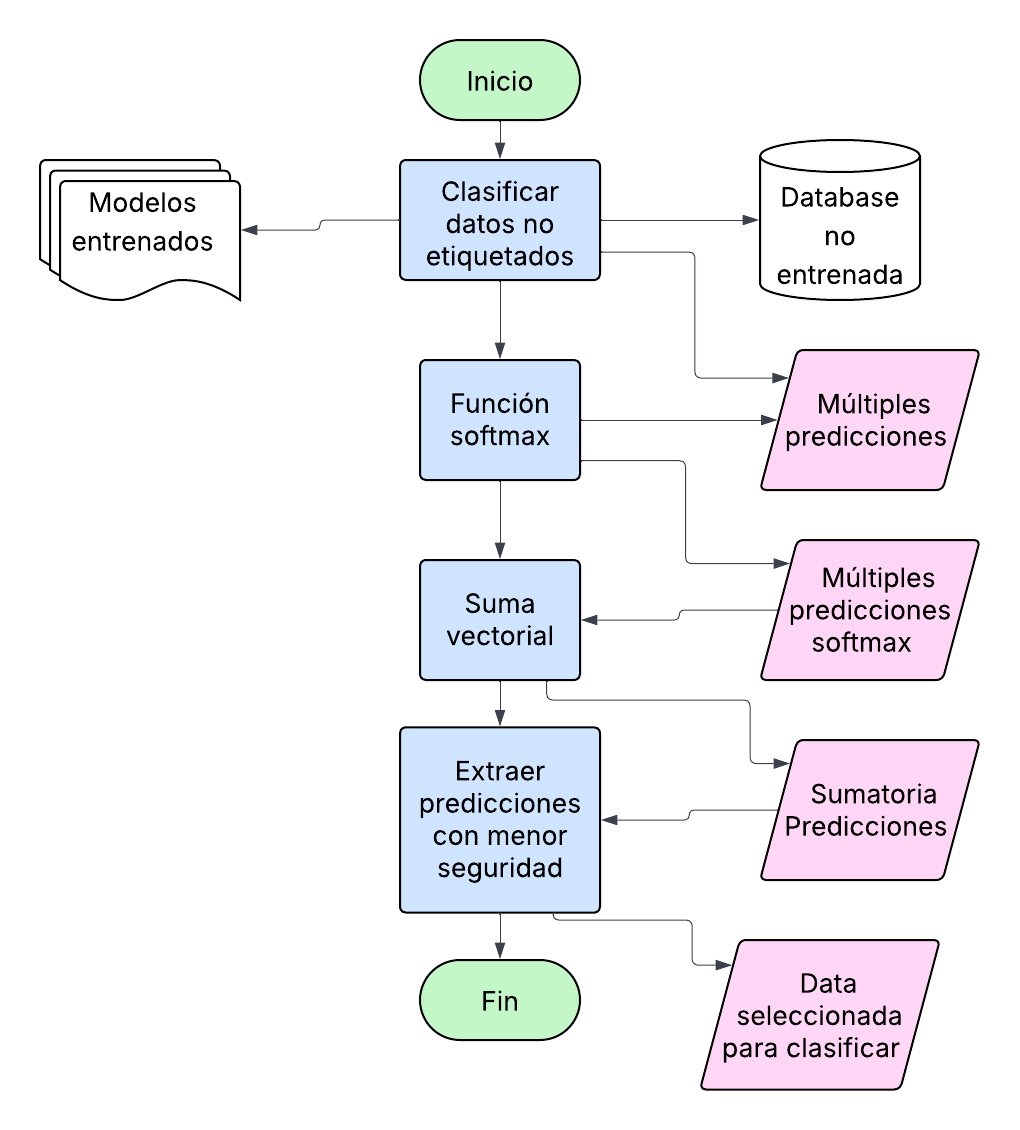 Inicio
Clasificar
datos no
etiquetados
Modelos
entrenados
Database
no
entrenada
Función
softmax
Múltiples
predicciones
Suma
vectorial
Múltiples
predicciones
softmax
Extraer
predicciones
con menor
seguridad
Sumatoria
Predicciones
Fin
Data
seleccionada
para clasificar